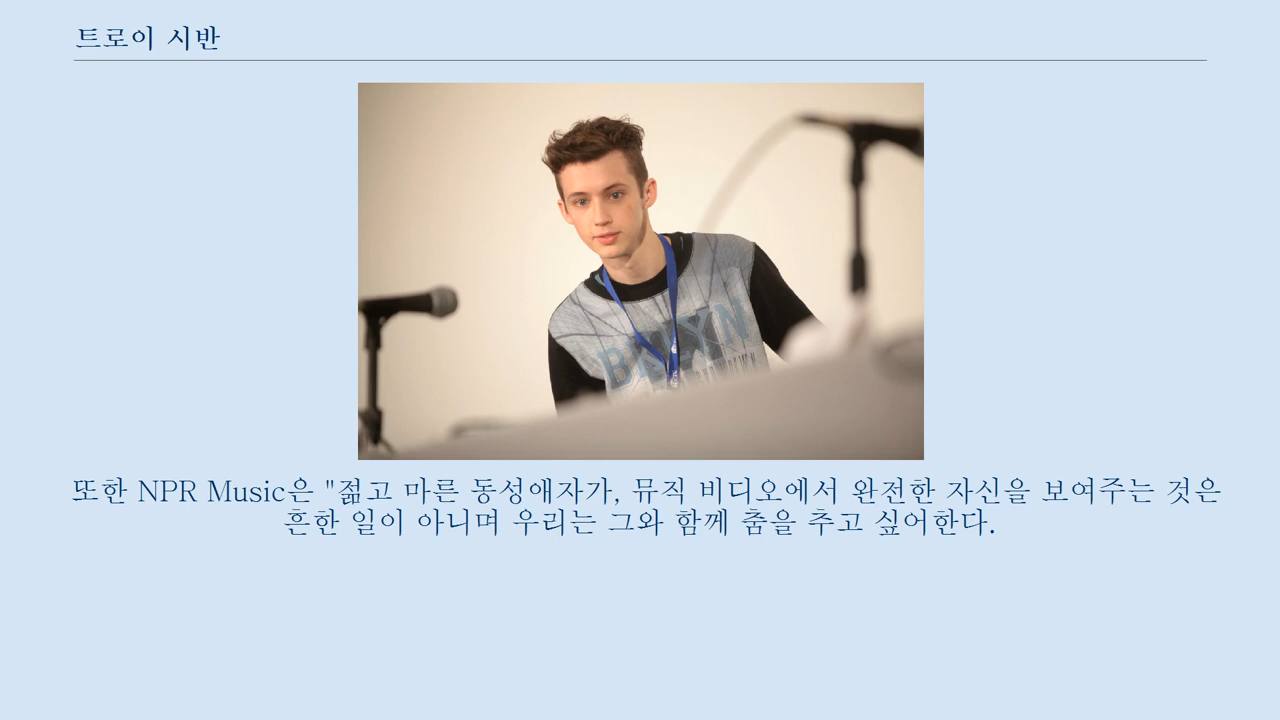 트로이 시반
BKLYN
또한 NPR Music은 "젊고 마른 동성애자가, 뮤직 비디오에서 완전한 자신을 보여주는 것은
흔한 일이 아니며 우리는 그와 함께 춤을 추고 싶어한다.